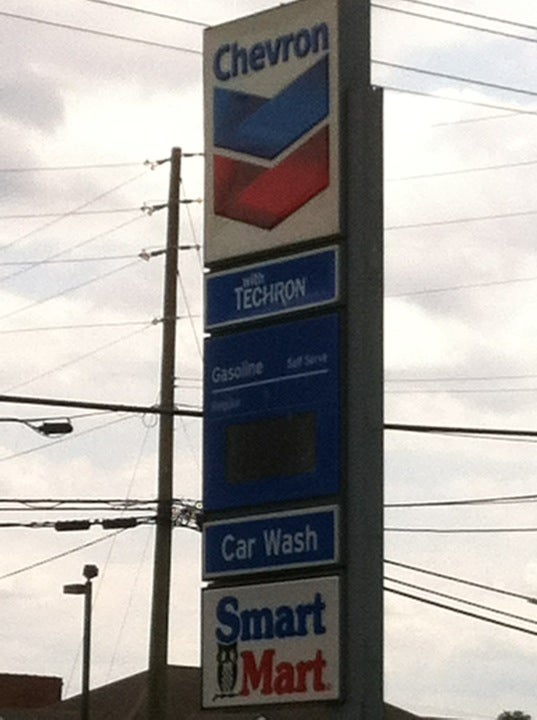 Chevron
with
TECHRON
Gasoline Self Serve
Regular
Car Wash
Smart
Mart